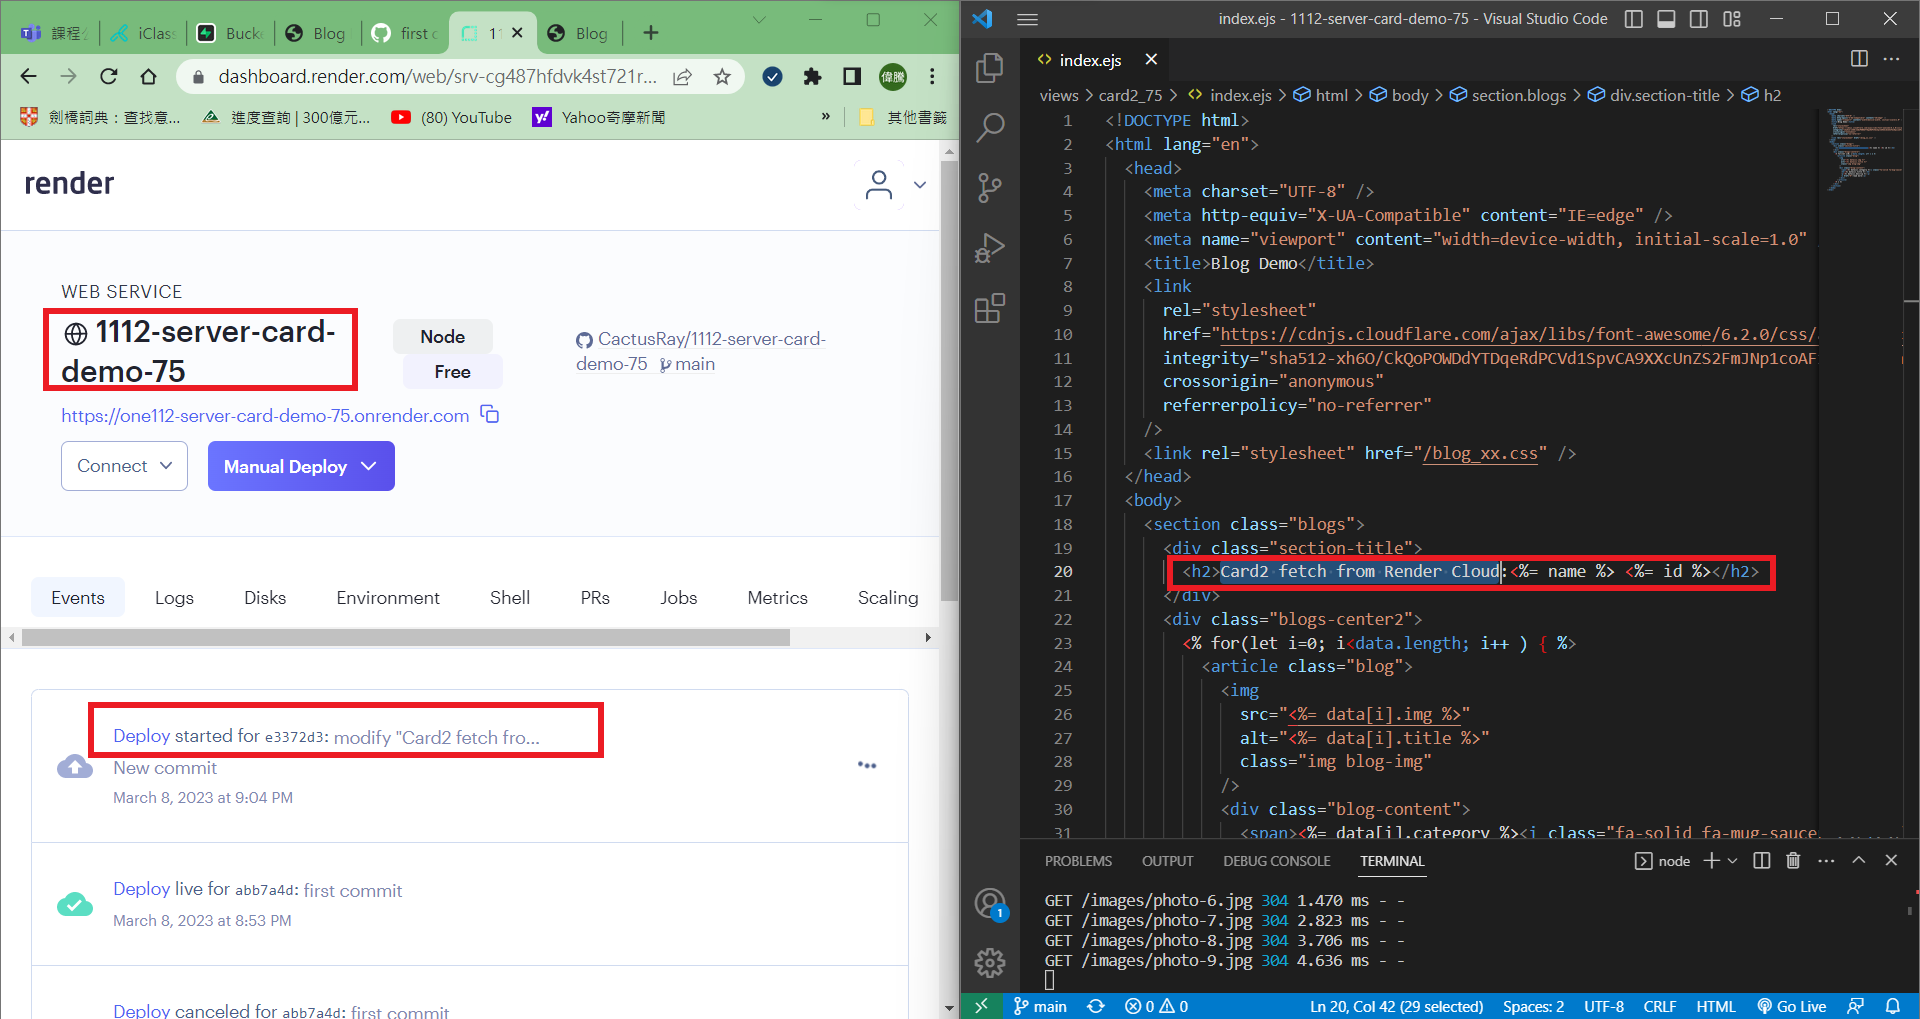 課程
iClas
Buck
Blog
first c
11
Blog
dashboard.render.com/web/srv-cg487hfdvk4st721r...
偉騰
劍橋詞典：查找意...
進度查詢 | 300億元...
(80) YouTube
Yahoo奇摩新聞
»
其他書籤
render
WEB SERVICE
1112-server-card-
demo-75
Node
Free
CactusRay/1112-server-card-
demo-75 main
https://one112-server-card-demo-75.onrender.com
Connect
Manual Deploy
Events Logs Disks Environment Shell PRs Jobs Metrics Scaling
Deploy started for e3372d3: modify "Card2 fetch fro...
New commit
March 8, 2023 at 9:04 PM
Deploy live for abb7a4d: first commit
March 8, 2023 at 8:53 PM
Deploy canceled for abb7a4d: first commit
index.ejs - 1112-server-card-demo-75 - Visual Studio Code
index.ejs
views > card2_75 > index.ejs > html > body > section.blogs > div.section-title > h2
1 <!DOCTYPE html>
2 <html lang="en">
3 <head>
4 <meta charset="UTF-8" />
5 <meta http-equiv="X-UA-Compatible" content="IE=edge" />
6 <meta name="viewport" content="width=device-width, initial-scale=1.0"
7 <title>Blog Demo</title>
8 <link
9 rel="stylesheet"
10 href="https://cdnjs.cloudflare.com/ajax/libs/font-awesome/6.2.0/css/
11 integrity="sha512-xh6O/CkQoPOWDdYTDqeRdPCVd1SpvCA9XXcUnZS2FmJNp1coAF
12 crossorigin="anonymous"
13 referrerpolicy="no-referrer"
14 />
15 <link rel="stylesheet" href="/blog_xx.css" />
16 </head>
17 <body>
18 <section class="blogs">
19 <div class="section-title">
20 <h2>Card2 fetch from Render Cloud:<%= name %> <%= id %></h2>
21 </div>
22 <div class="blogs-center2">
23 <% for(let i=0; i<data.length; i++ ) { %>
24 <article class="blog">
25 <img
26 src="<%= data[i].img %>"
27 alt="<%= data[i].title %>"
28 class="img blog-img"
29 />
30 <div class="blog-content">
31 <span><%= data[i].category %><i class="fa-solid fa-mug-sauce
PROBLEMS OUTPUT DEBUG CONSOLE TERMINAL
node
GET /images/photo-6.jpg 304 1.470 ms - -
GET /images/photo-7.jpg 304 2.823 ms - -
GET /images/photo-8.jpg 304 3.706 ms - -
GET /images/photo-9.jpg 304 4.636 ms - -
1
main 0 0 Ln 20, Col 42 (29 selected) Spaces: 2 UTF-8 CRLF HTML Go Live